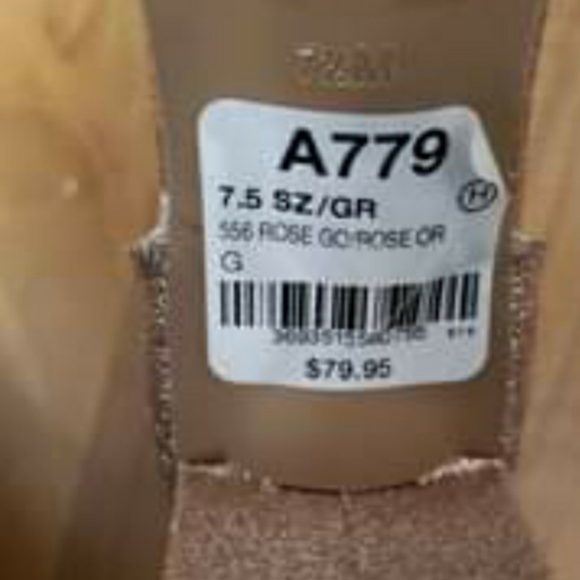 A779
7.5 SZ/GR
H
556 ROSE GO/ROSE OR
G
$79.95